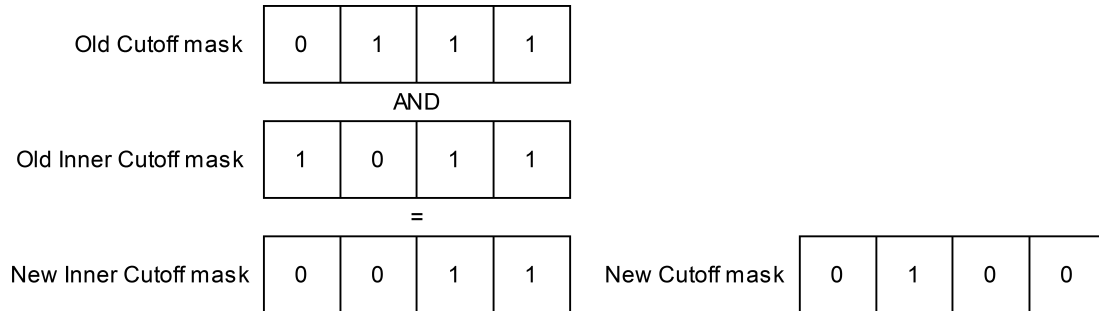 Old Cutoff mask 0 1 1 1
AND
Old Inner Cutoff mask 1 0 1 1
=
New Inner Cutoff mask 0 0 1 1 New Cutoff mask 0 1 0 0